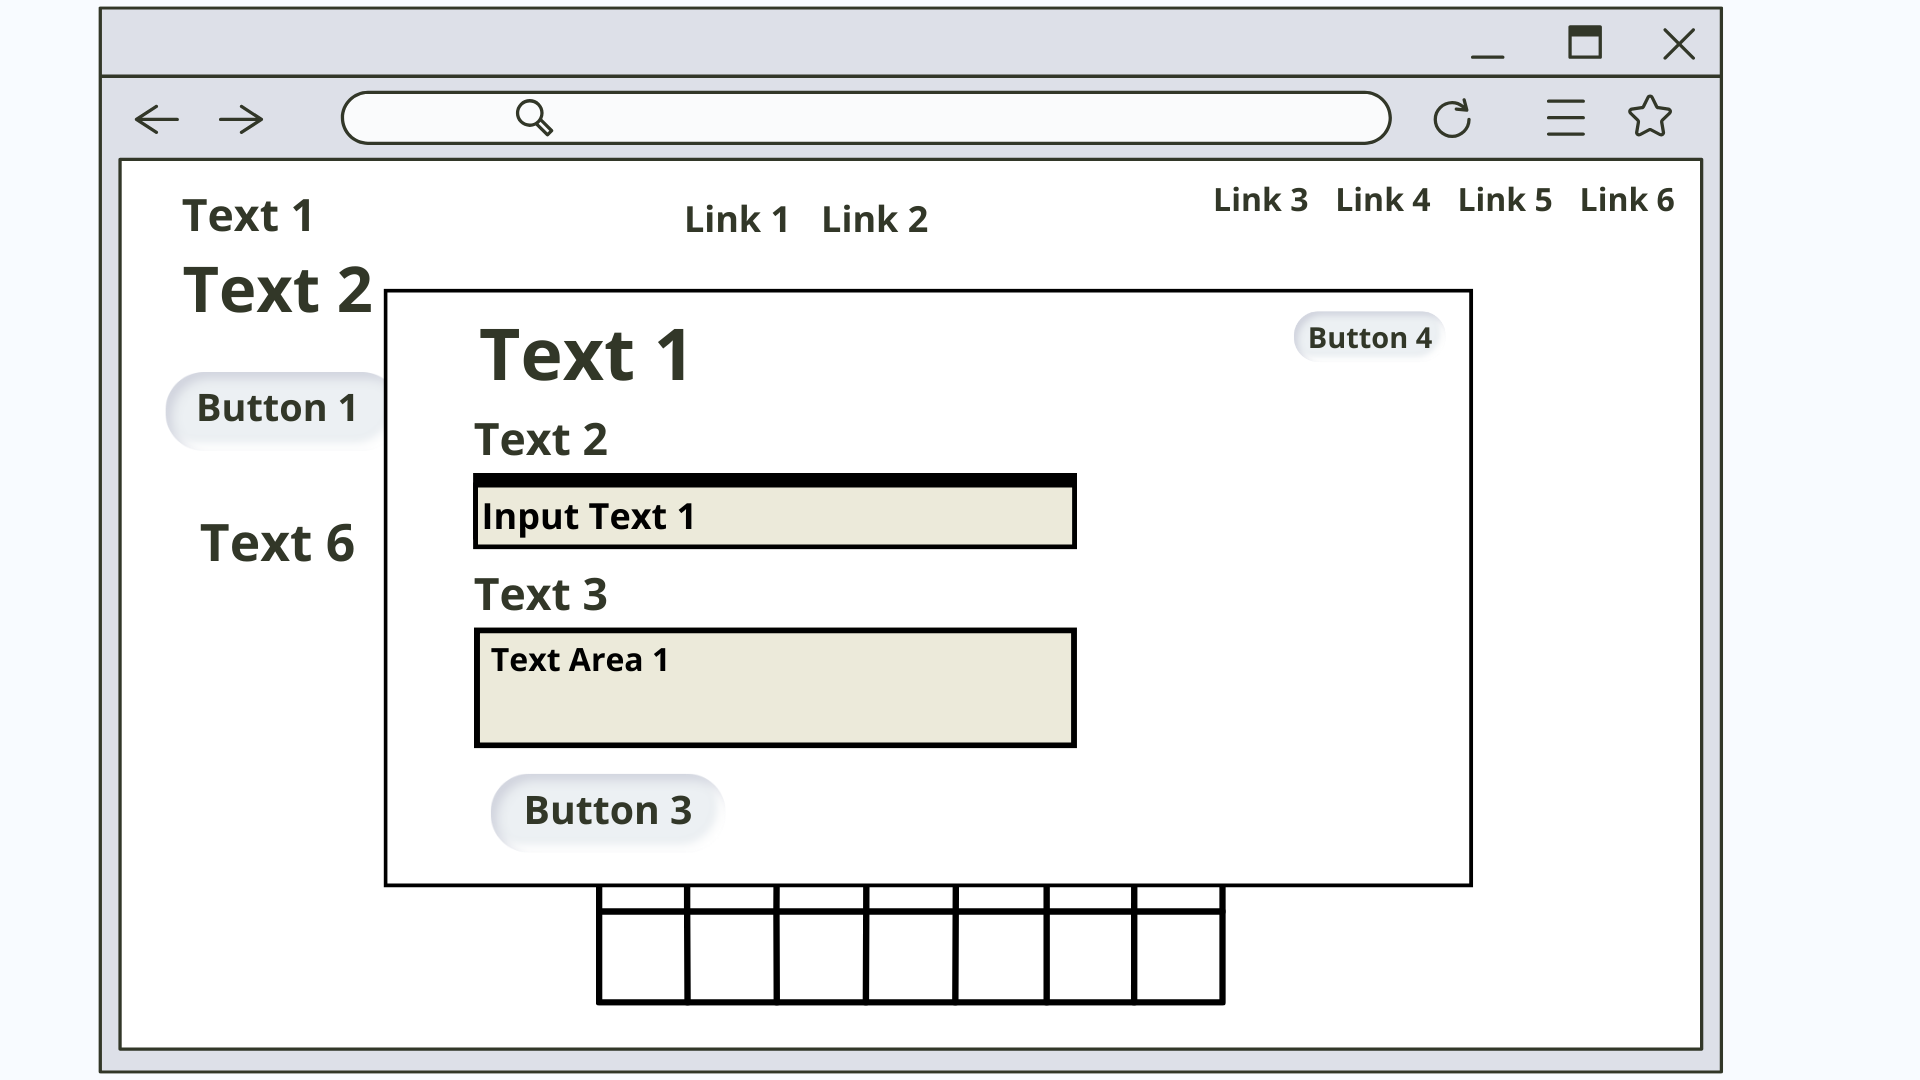 Text 1
Link 1 Link 2
Link 3 Link 4 Link 5 Link 6
Text 2
Button 1
Text 6
Text 1
Button 4
Text 2
Input Text 1
Text 3
Text Area 1
Button 3